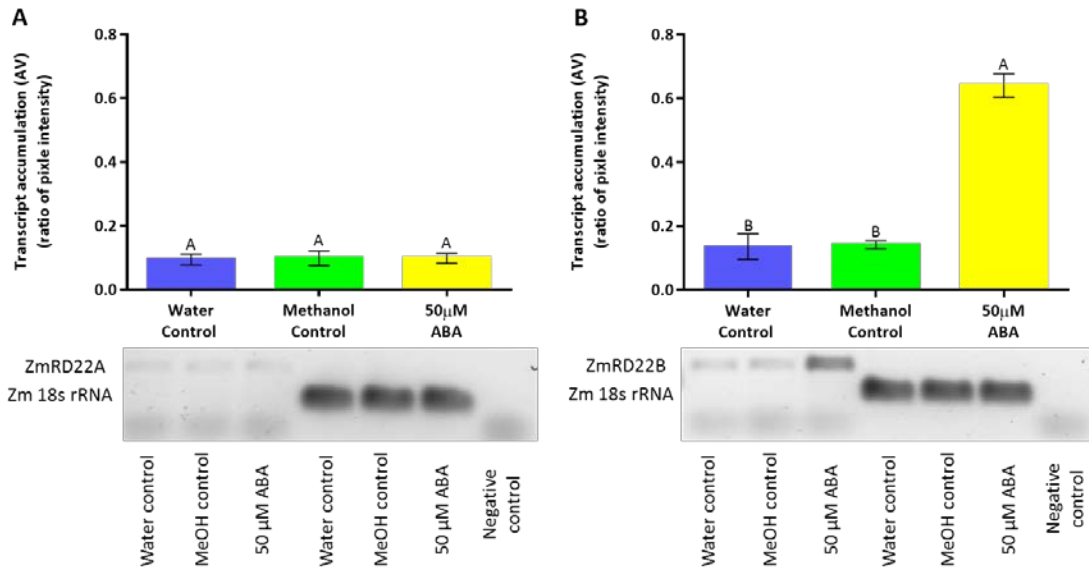 A
Transcript accumulation (AV)
(ratio of pixle intensity)
0.8
0.6
0.4
0.2
0.0
A
A
A
Water
Control
Methanol
Control
50µM
ABA
ZmRD22A
Zm 18s rRNA
Water control
MeOH control
50 µM ABA
Water control
MeOH control
50 µM ABA
Negative
control
B
Transcript accumulation (AV)
(ratio of pixle intensity)
0.8
0.6
0.4
0.2
0.0
B
B
A
Water
Control
Methanol
Control
50µM
ABA
ZmRD22B
Zm 18s rRNA
Water control
MeOH control
50 µM ABA
Water control
MeOH control
50 µM ABA
Negative
control